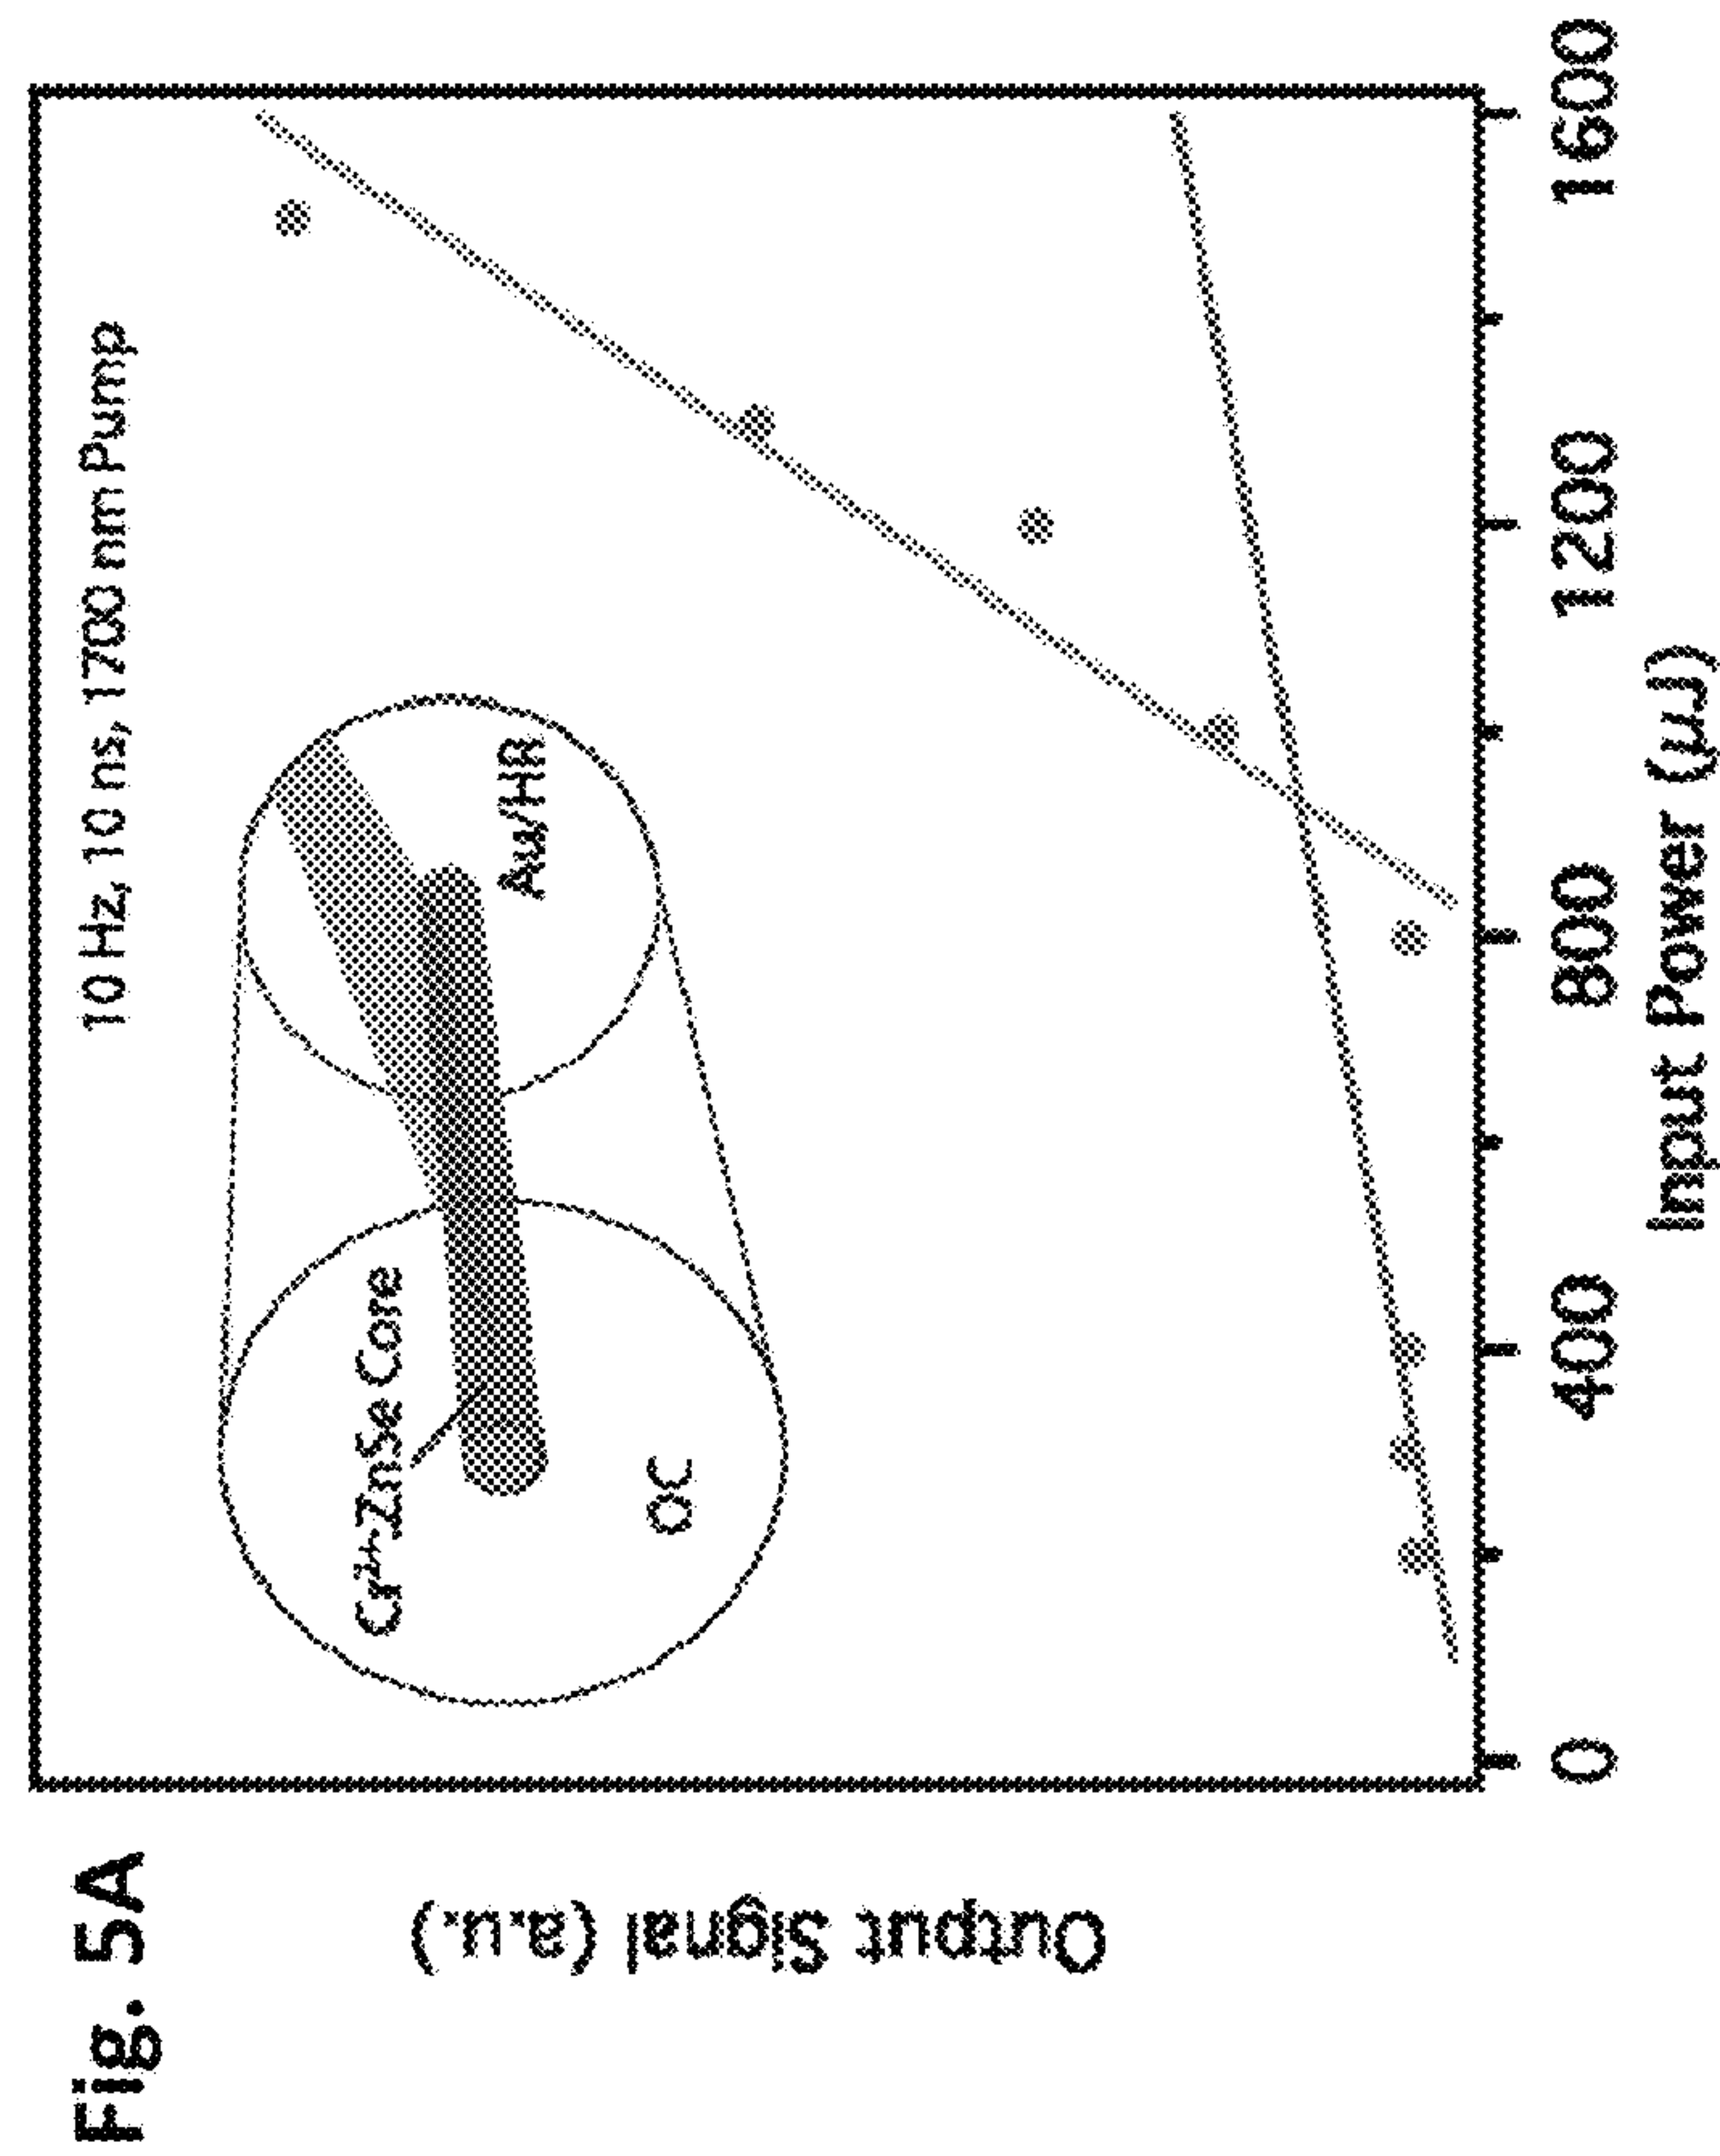 Fig. 5A
10 Hz, 10 ns, 1700 nm Pump
Cr²⁺:ZnSe Core
Au/HR
OC
Output Signal (a.u.)
0 400 800 1200 1600
Input Power (μJ)